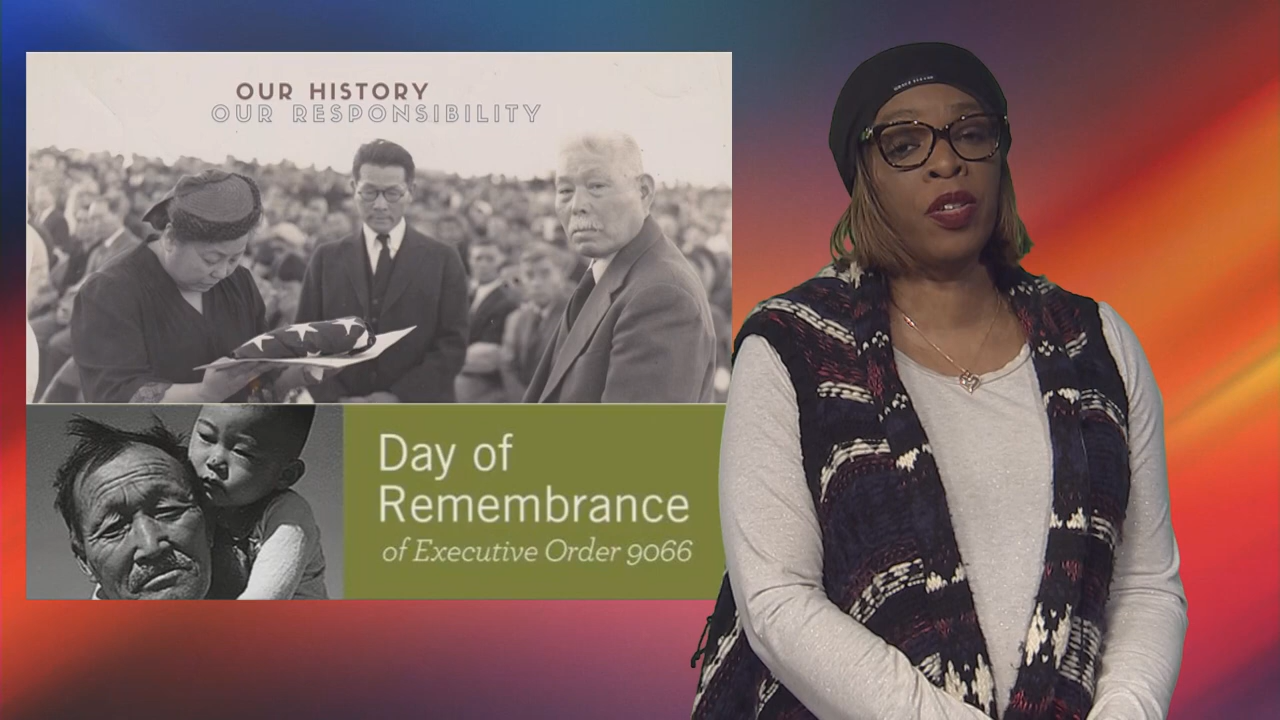 OUR HISTORY
OUR RESPONSIBILITY
Day of
Remembrance
of Executive Order 9066